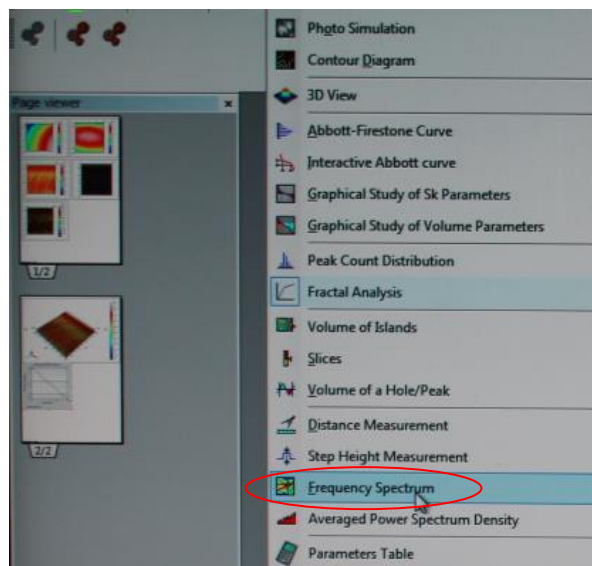 Photo Simulation
Contour Diagram
Page viewer
3D View
Abbott-Firestone Curve
Interactive Abbott curve
Graphical Study of Sk Parameters
Graphical Study of Volume Parameters
Peak Count Distribution
1/2
Fractal Analysis
Volume of Islands
Slices
Volume of a Hole/Peak
Distance Measurement
2/2
Step Height Measurement
Frequency Spectrum
Averaged Power Spectrum Density
Parameters Table